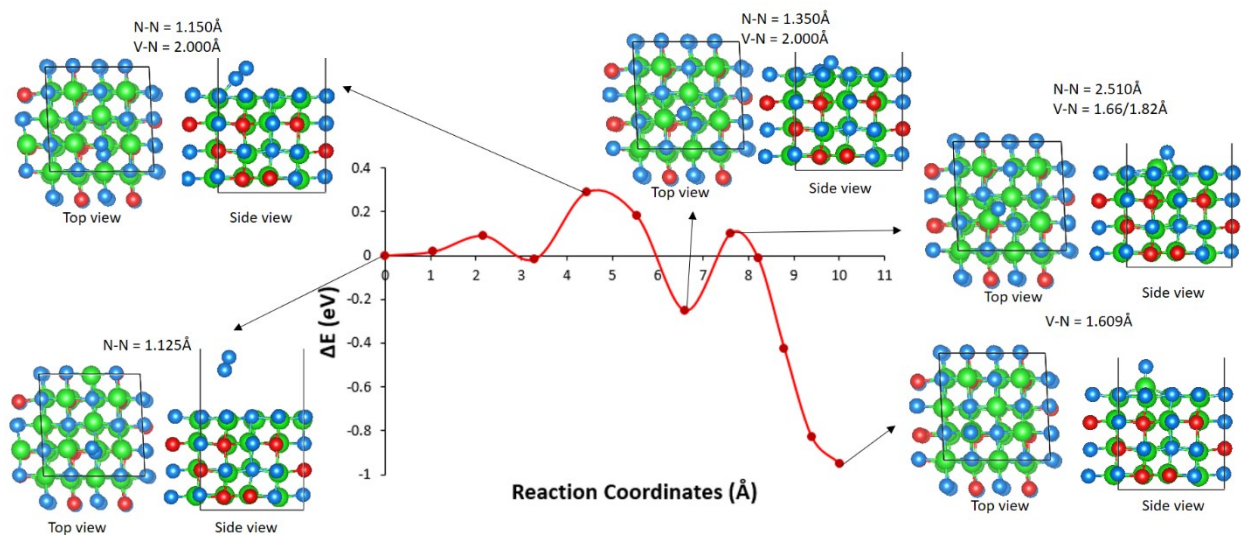 N-N = 1.150Å
V-N = 2.000Å
Top view
Side view
N-N = 1.350Å
V-N = 2.000Å
Top view
Side view
N-N = 2.510Å
V-N = 1.66/1.82Å
Top view
Side view
N-N = 1.125Å
Top view
Side view
V-N = 1.609Å
Top view
Side view
0.4
0.2
0
-0.2
-0.4
-0.6
-0.8
-1
ΔE (eV)
0 1 2 3 4 5 6 7 8 9 10 11
Reaction Coordinates (Å)